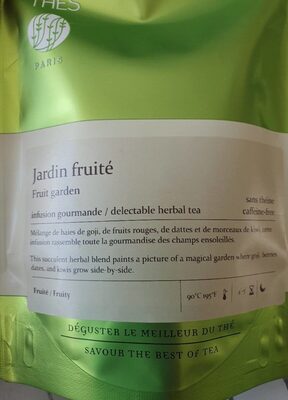 THÉS
PARIS
Jardin fruité
Fruit garden
sans théine
infusion gourmande / delectable herbal tea caffeine-free
Mélange de baies de goji, de fruits rouges, de dattes et de morceaux de kiwi, cette
infusion rassemble toute la gourmandise des champs ensoleillés.
This succulent herbal blend paints a picture of a magical garden where goji, berries,
dates, and kiwis grow side-by-side.
Fruité / Fruity 90°C 195°F
DÉGUSTER LE MEILLEUR DU THÉ
SAVOUR THE BEST OF TEA